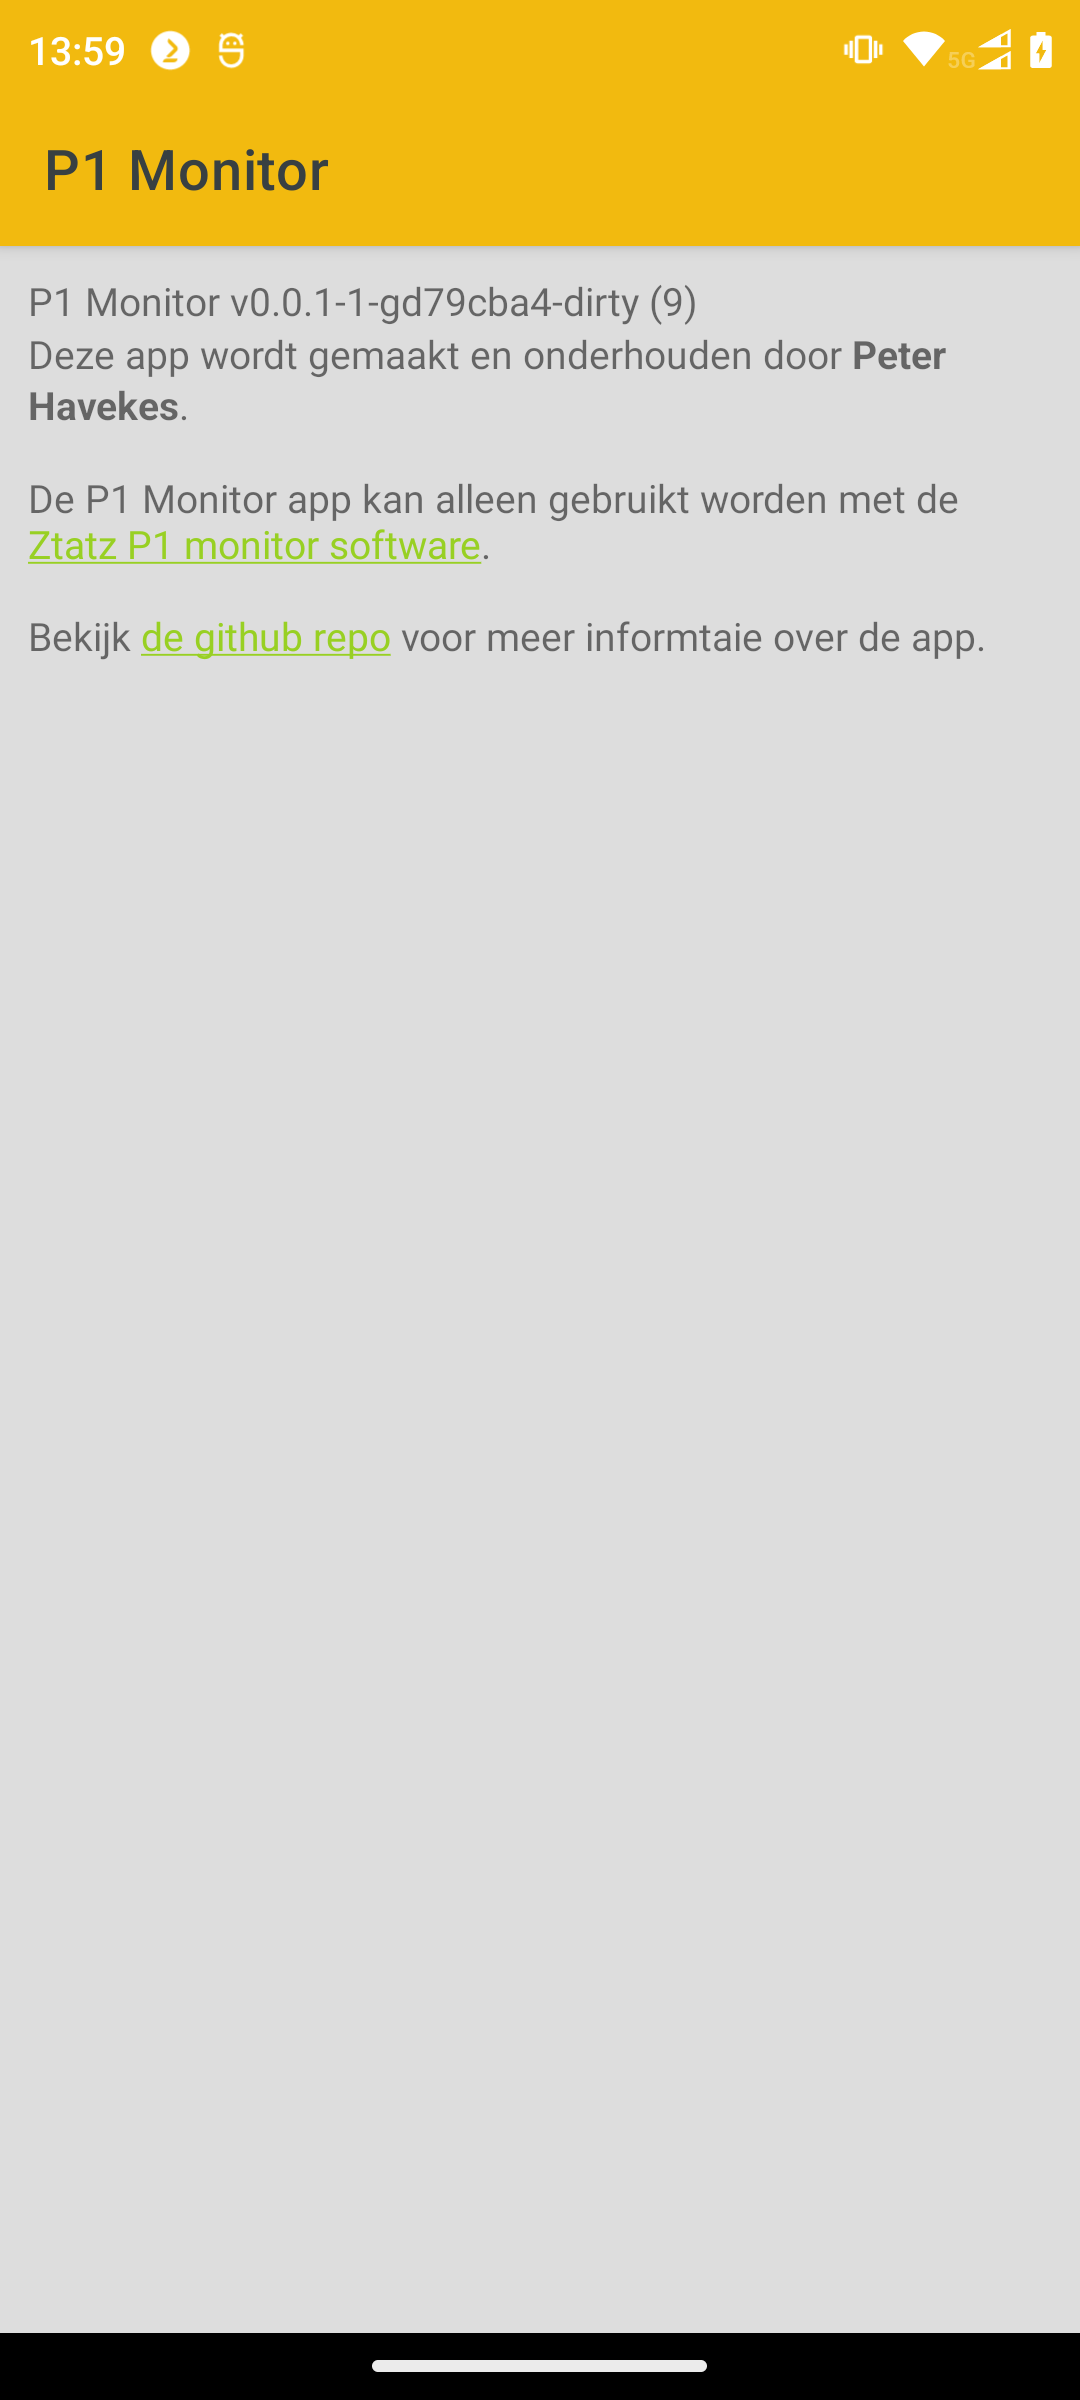 13:59
5G
P1 Monitor
P1 Monitor v0.0.1-1-gd79cba4-dirty (9)
Deze app wordt gemaakt en onderhouden door Peter
Havekes.
De P1 Monitor app kan alleen gebruikt worden met de
Ztatz P1 monitor software.
Bekijk de github repo voor meer informtaie over de app.